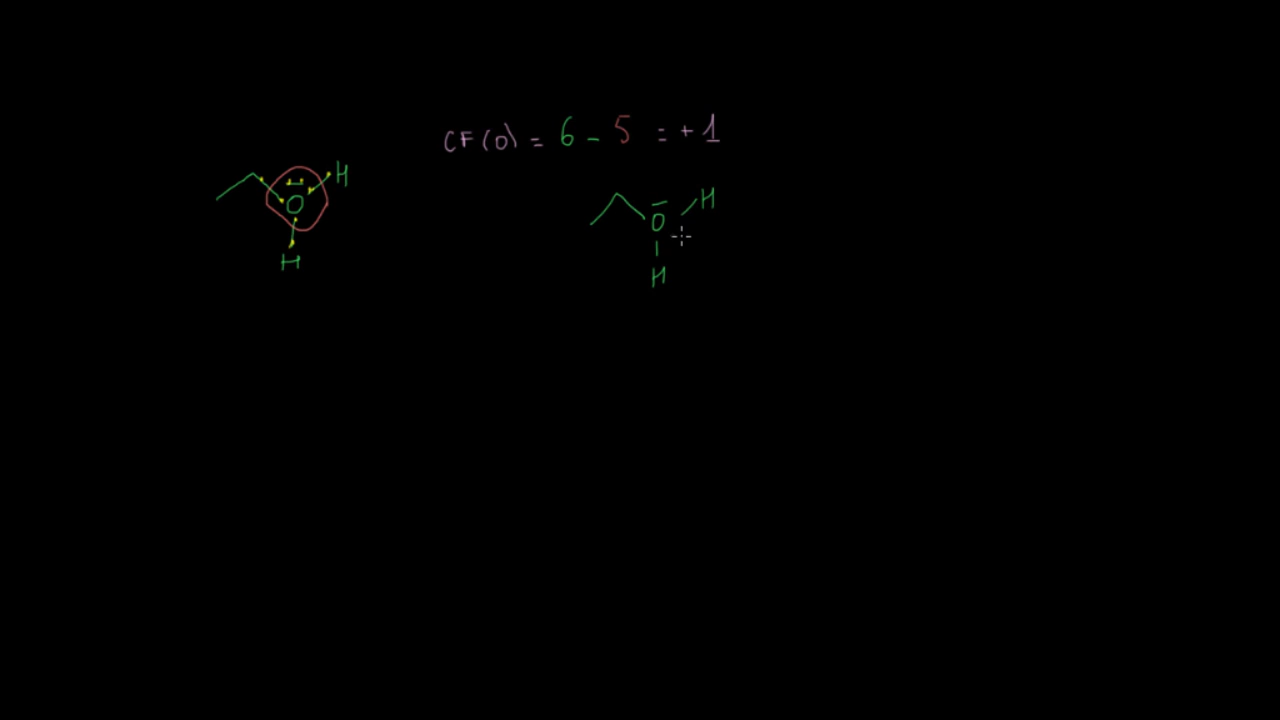 CF(O) = 6 - 5 = +1
H
O
H
H
O
H